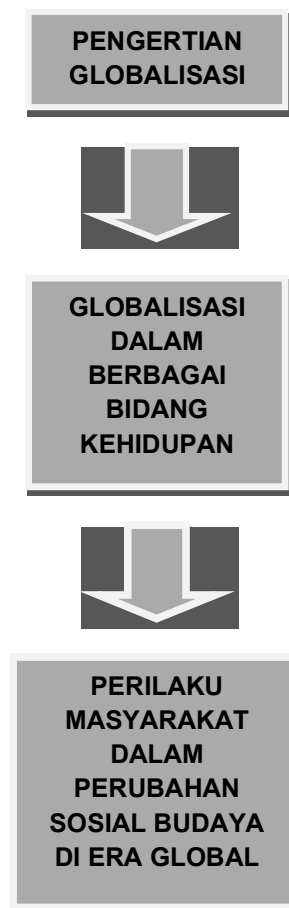 PENGERTIAN
GLOBALISASI
GLOBALISASI
DALAM
BERBAGAI
BIDANG
KEHIDUPAN
PERILAKU
MASYARAKAT
DALAM
PERUBAHAN
SOSIAL BUDAYA
DI ERA GLOBAL